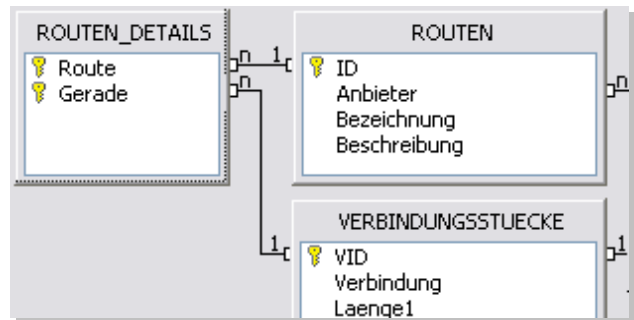 ROUTEN_DETAILS
Route
Gerade
n 1
n
ROUTEN
ID
Anbieter
Bezeichnung
Beschreibung
n
VERBINDUNGSSTUECKE
1
VID
Verbindung
Laenge1
1